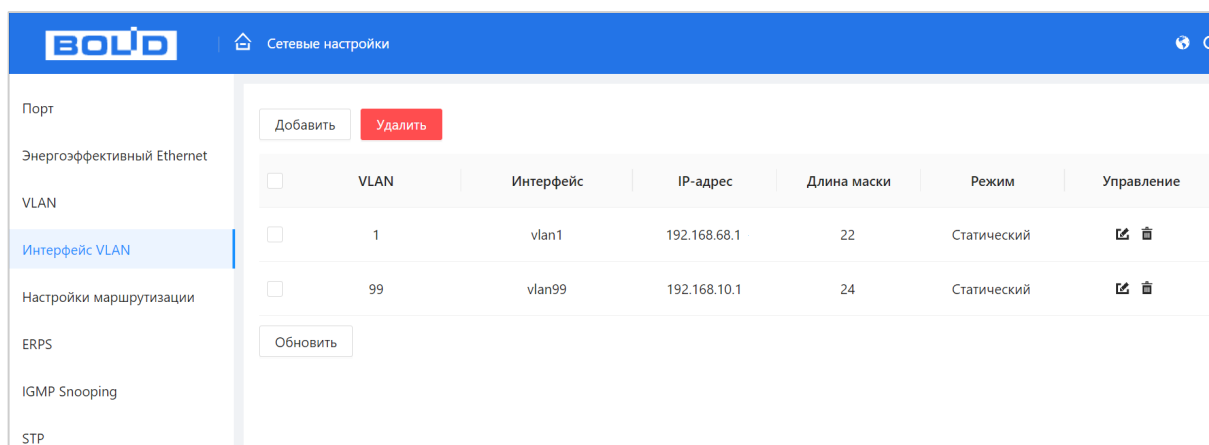 BOLID
Сетевые настройки
Порт
Энергоэффективный Ethernet
VLAN
Интерфейс VLAN
Настройки маршрутизации
ERPS
IGMP Snooping
STP
Добавить Удалить
VLAN Интерфейс IP-адрес Длина маски Режим Управление
1 vlan1 192.168.68.1 22 Статический
99 vlan99 192.168.10.1 24 Статический
Обновить